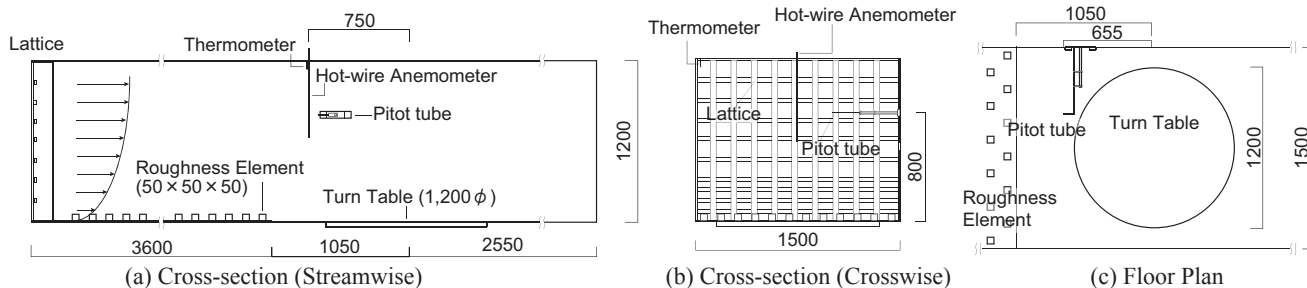 750
Lattice
Thermometer
Hot-wire Anemometer
Pitot tube
Roughness Element
(50×50×50)
Turn Table (1,200ϕ)
1200
3600
1050
2550
(a) Cross-section (Streamwise)
Hot-wire Anemometer
Thermometer
Lattice
Pitot tube
800
1500
(b) Cross-section (Crosswise)
1050
655
Pitot tube
Turn Table
1200
1500
Roughness
Element
(c) Floor Plan